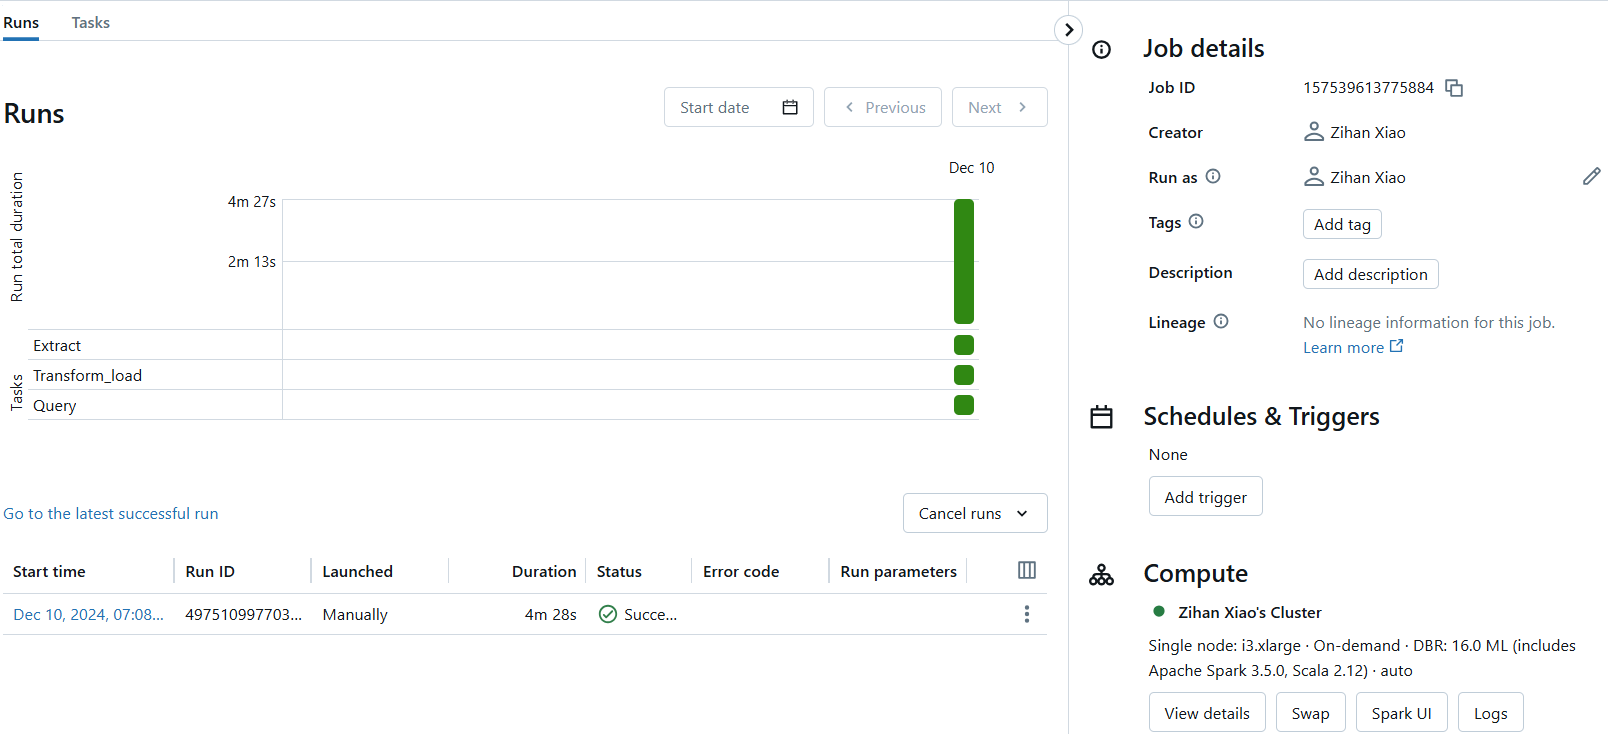 Runs
Tasks
Runs
Start date
Previous
Next
Dec 10
Run total duration
4m 27s
2m 13s
Tasks
Extract
Transform_load
Query
Go to the latest successful run
Cancel runs
Start time
Run ID
Launched
Duration
Status
Error code
Run parameters
Dec 10, 2024, 07:08...
497510997703...
Manually
4m 28s
Succe...
Job details
Job ID
157539613775884
Creator
Zihan Xiao
Run as
Zihan Xiao
Tags
Add tag
Description
Add description
Lineage
No lineage information for this job.
Learn more
Schedules & Triggers
None
Add trigger
Compute
Zihan Xiao's Cluster
Single node: i3.xlarge · On-demand · DBR: 16.0 ML (includes
Apache Spark 3.5.0, Scala 2.12) · auto
View details
Swap
Spark UI
Logs